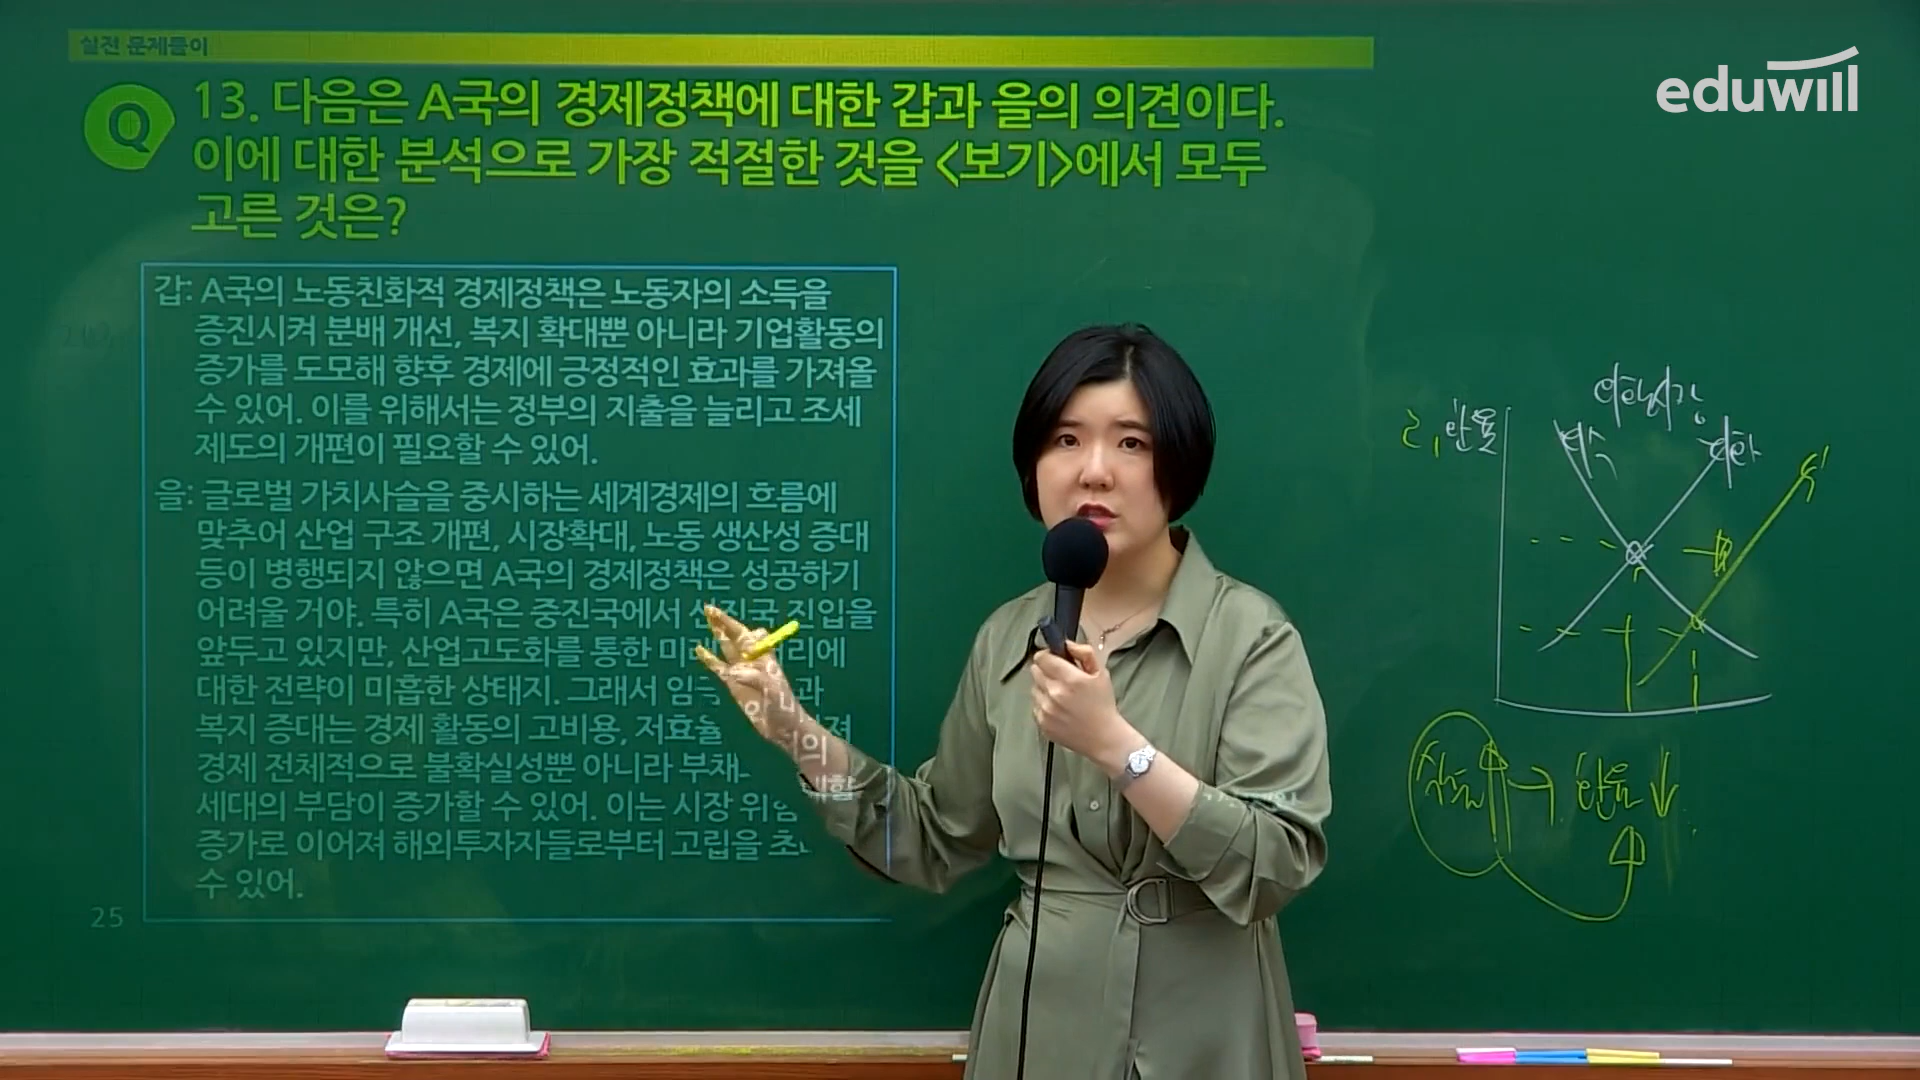 실전 문제풀이
eduwill
Q
13. 다음은 A국의 경제정책에 대한 갑과 을의 의견이다.
이에 대한 분석으로 가장 적절한 것을 <보기>에서 모두
고른 것은?
갑: A국의 노동친화적 경제정책은 노동자의 소득을
증진시켜 분배 개선, 복지 확대뿐 아니라 기업활동의
증가를 도모해 향후 경제에 긍정적인 효과를 가져올
수 있어. 이를 위해서는 정부의 지출을 늘리고 조세
제도의 개편이 필요할 수 있어.
을: 글로벌 가치사슬을 중시하는 세계경제의 흐름에
맞추어 산업 구조 개편, 시장확대, 노동 생산성 증대
등이 병행되지 않으면 A국의 경제정책은 성공하기
어려울 거야. 특히 A국은 중진국에서 선진국 진입을
앞두고 있지만, 산업고도화를 통한
대한 전략이 미흡한 상태지. 그래서
복지 증대는 경제 활동의 고비용, 저효율
경제 전체적으로 불확실성뿐 아니라
세대의 부담이 증가할 수 있어. 이는 시장
증가로 이어져 해외투자자들로부터 고립을
수 있어.
25
외환시장
환율
환율